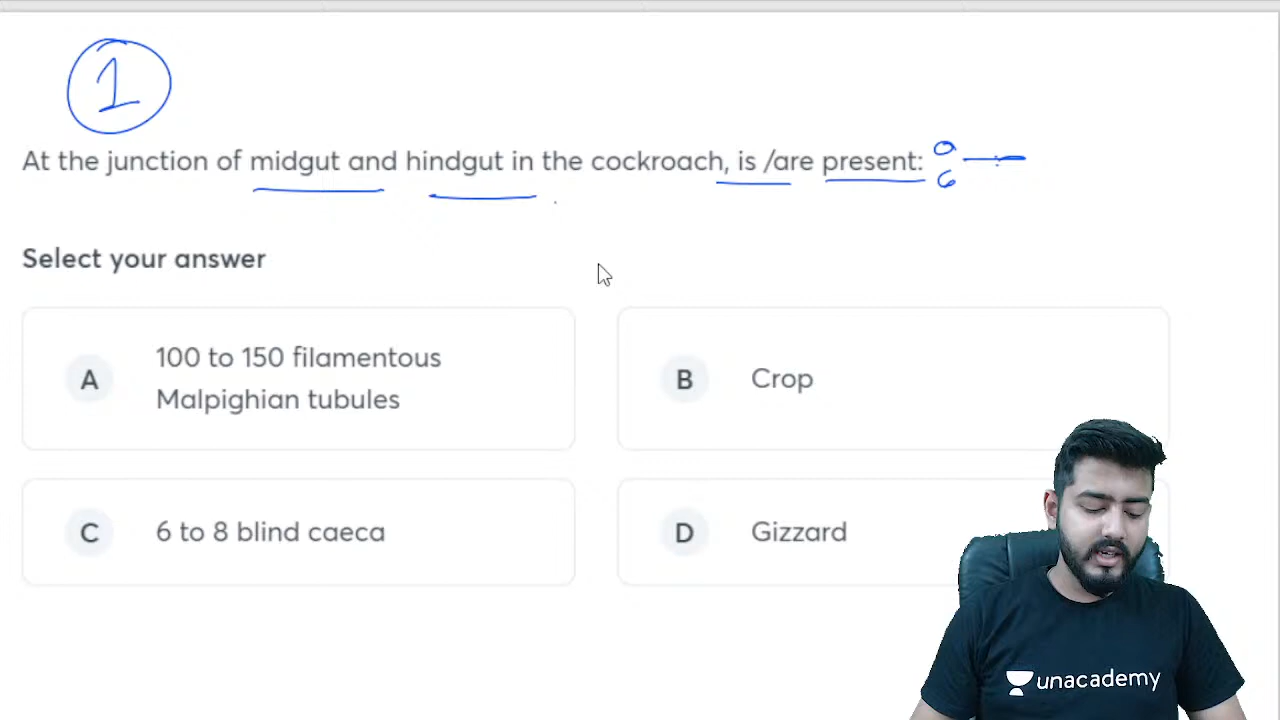 1
At the junction of midgut and hindgut in the cockroach, is /are present:
Select your answer
A
100 to 150 filamentous
Malpighian tubules
B
Crop
C
6 to 8 blind caeca
D
Gizzard
unacademy